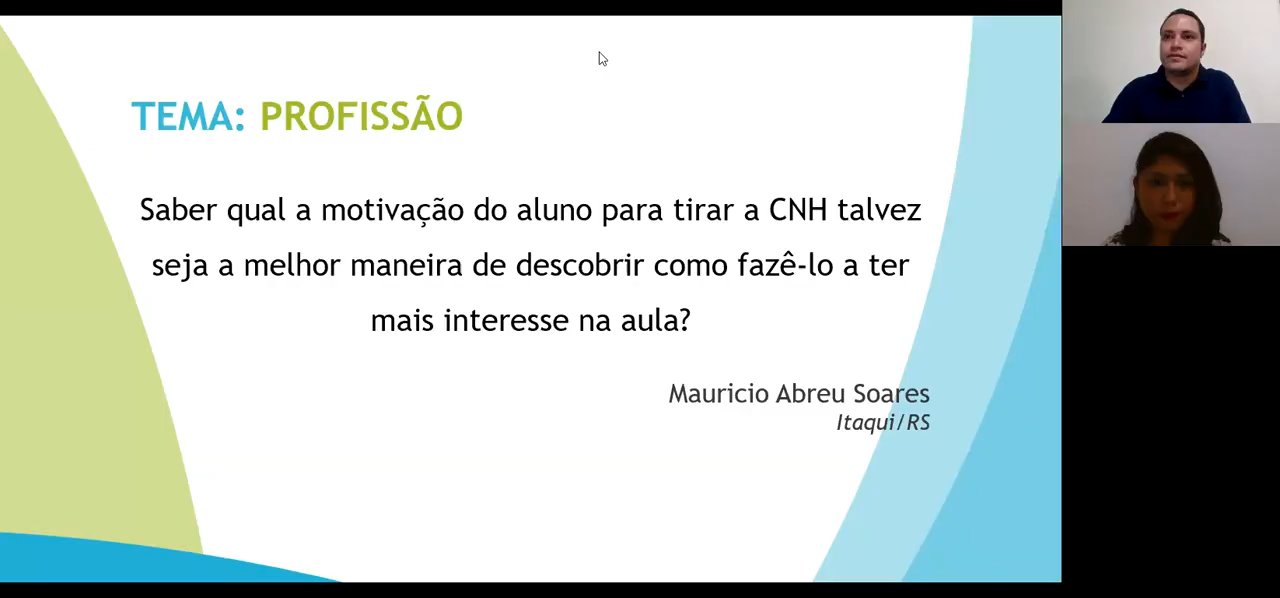 TEMA: PROFISSÃO
Saber qual a motivação do aluno para tirar a CNH talvez
seja a melhor maneira de descobrir como fazê-lo a ter
mais interesse na aula?
Mauricio Abreu Soares
Itaqui/RS